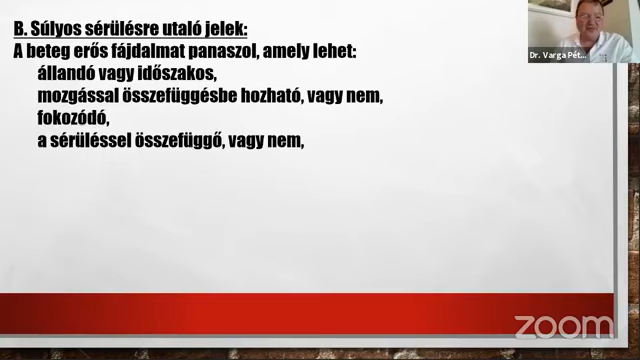 B. Súlyos sérülésre utaló jelek:
A beteg erős fájdalmat panaszol, amely lehet:
állandó vagy időszakos,
mozgással összefüggésbe hozható, vagy nem,
fokozódó,
a sérüléssel összefüggő, vagy nem,
Dr. Varga Pét...
zoom